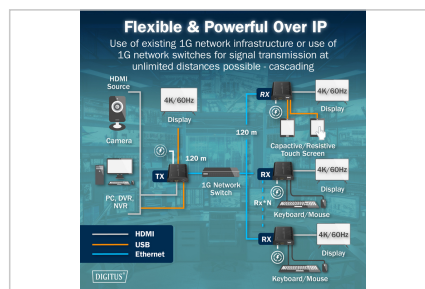 Flexible & Powerful Over IP
Use of existing 1G network infrastructure or use of
1G network switches for signal transmission at
unlimited distances possible - cascading
HDMI
Source
Camera
PC, DVR,
NVR
4K/60Hz
Display
120 m
TX
1G Network
Switch
120 m
RX
4K/60Hz
Display
Capactive/Resistive
Touch Screen
RX
4K/60Hz
Display
Keyboard/Mouse
Rx*N
RX
4K/60Hz
Display
Keyboard/Mouse
HDMI
USB
Ethernet
DIGITUS